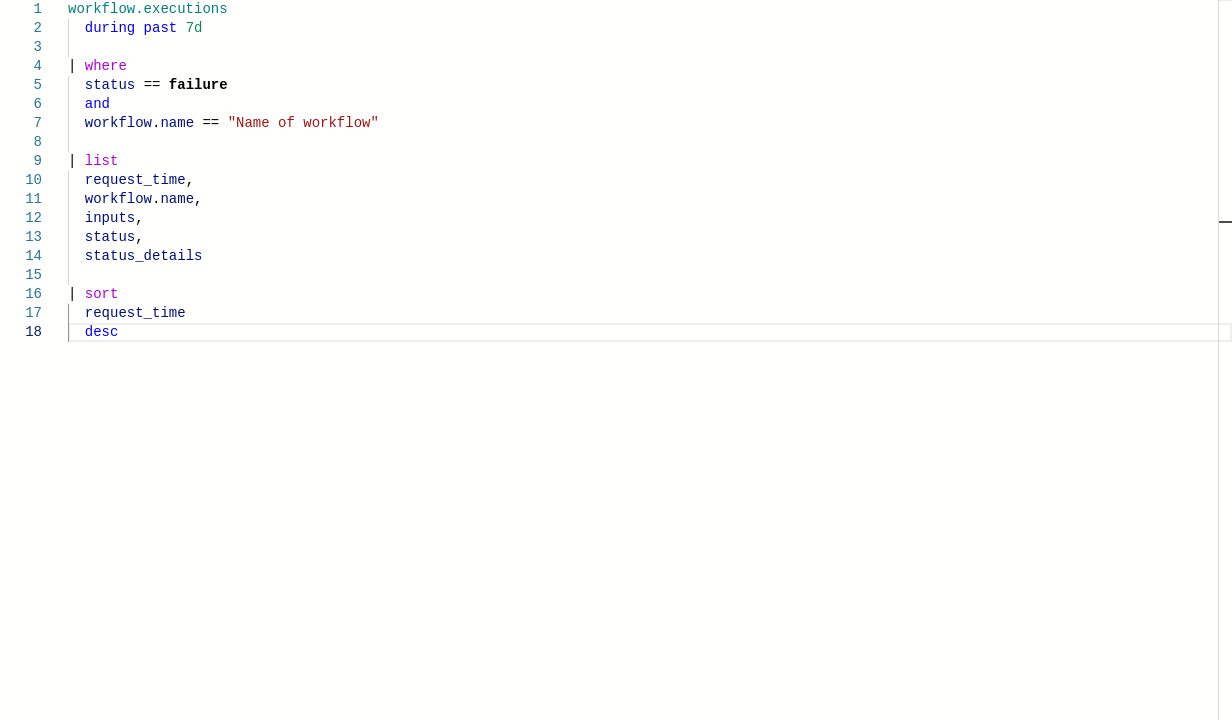 1 workflow.executions
2 during past 7d
3
4 | where
5 status == failure
6 and
7 workflow.name == "Name of workflow"
8
9 | list
10 request_time,
11 workflow.name,
12 inputs,
13 status,
14 status_details
15
16 | sort
17 request_time
18 desc